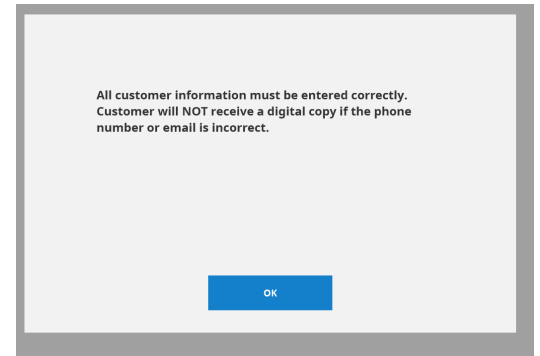 All customer information must be entered correctly.
Customer will NOT receive a digital copy if the phone
number or email is incorrect.
OK